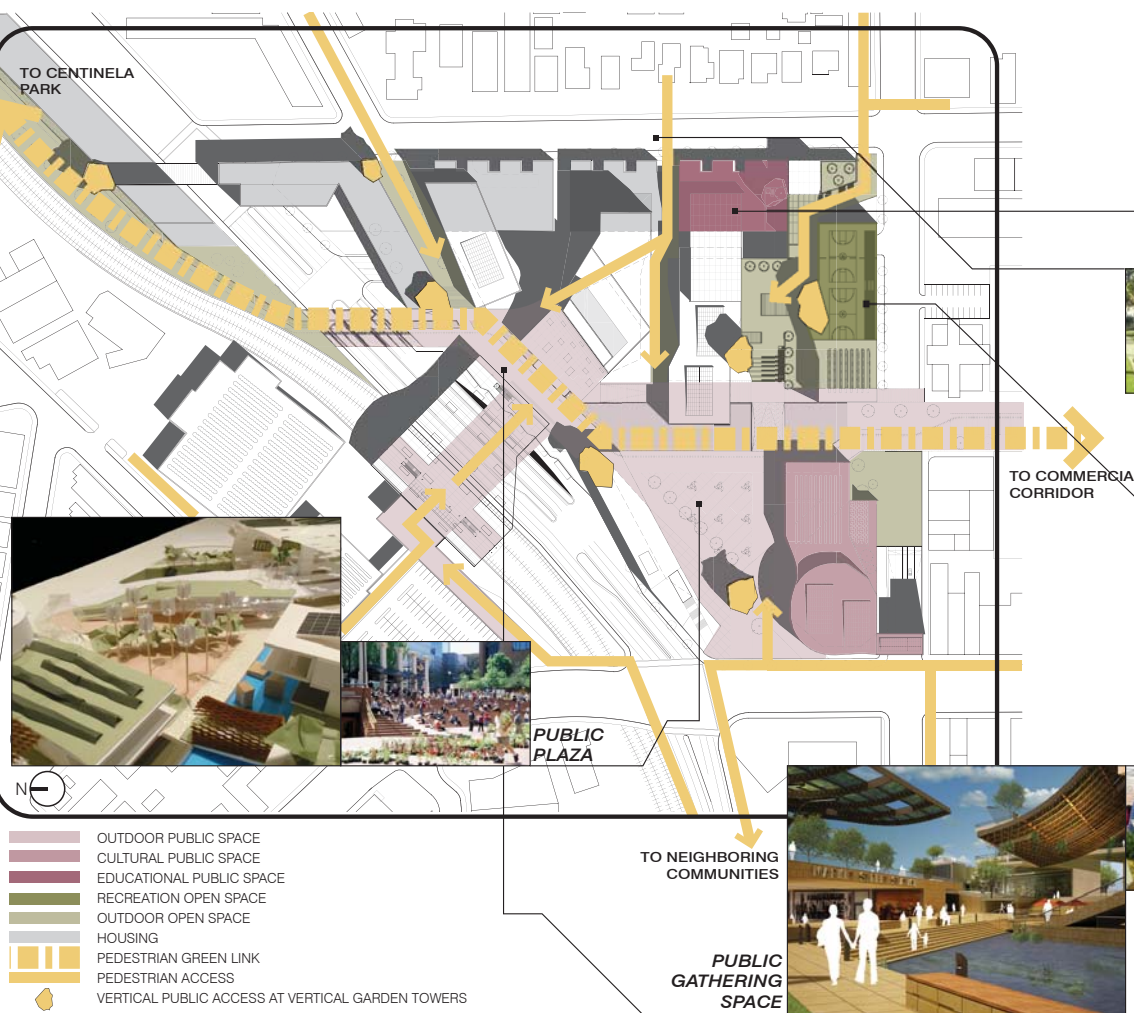 TO CENTINELA
PARK
TO COMMERCIA
CORRIDOR
PUBLIC
PLAZA
N
OUTDOOR PUBLIC SPACE
CULTURAL PUBLIC SPACE
EDUCATIONAL PUBLIC SPACE
RECREATION OPEN SPACE
OUTDOOR OPEN SPACE
HOUSING
PEDESTRIAN GREEN LINK
PEDESTRIAN ACCESS
VERTICAL PUBLIC ACCESS AT VERTICAL GARDEN TOWERS
TO NEIGHBORING
COMMUNITIES
PUBLIC
GATHERING
SPACE